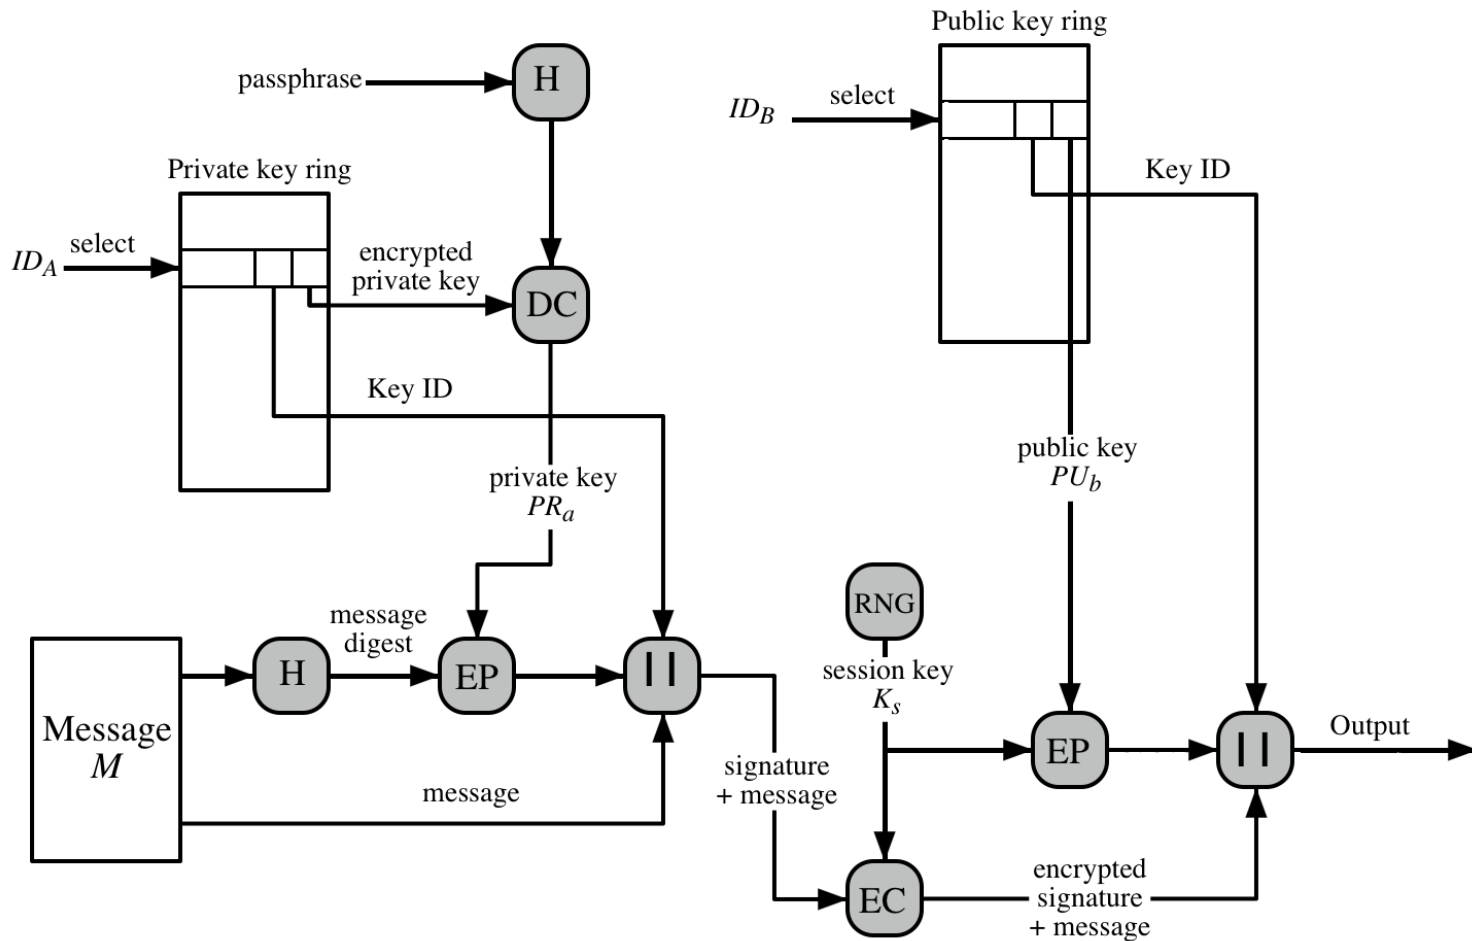 Public key ring
passphrase
H
ID_B
select
Private key ring
Key ID
ID_A
select
encrypted
private key
DC
Key ID
private key
PR_a
public key
PU_b
RNG
session key
K_s
message
digest
Message
M
H
EP
||
EP
||
Output
signature
+ message
message
EC
encrypted
signature
+ message